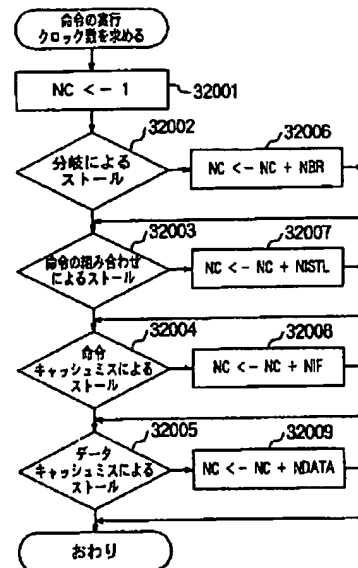 命令の実行
クロック数を求める
NC <- 1
32001
32002
分岐による
ストール
32006
NC <- NC + NBR
32003
命令の組み合わせ
によるストール
32007
NC <- NC + NISTL
32004
命令
キャッシュミスによる
ストール
32008
NC <- NC + NIF
32005
データ
キャッシュミスによる
ストール
32009
NC <- NC + NDATA
おわり